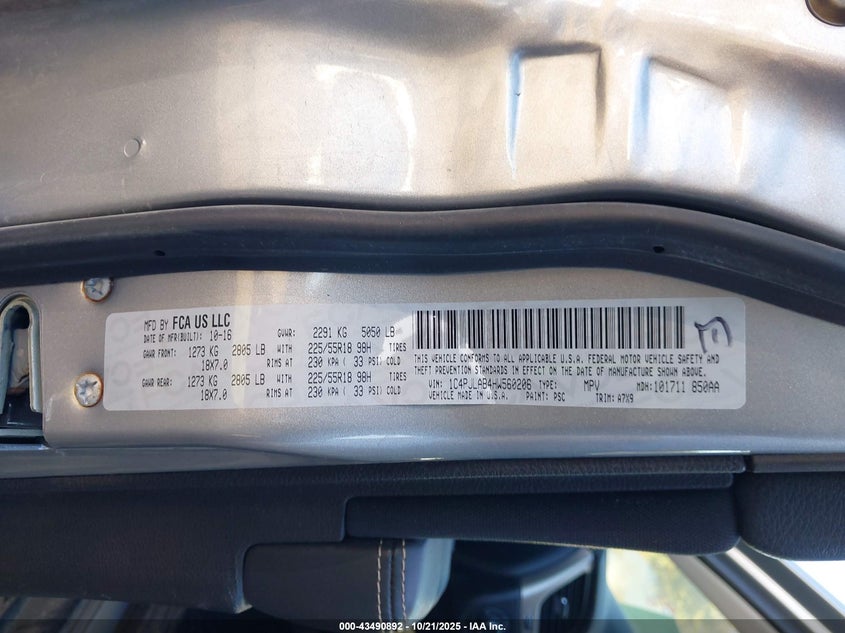 MFD BY FCA US LLC
DATE OF MFR(BUILT): 10-16
GVWR: 2291 KG 5050 LB
GAWR FRONT: 1273 KG 2805 LB WITH 225/55R18 98H TIRES
18X7.0 RIMS AT 230 KPA ( 33 PSI) COLD
GAWR REAR: 1273 KG 2805 LB WITH 225/55R18 98H TIRES
18X7.0 RIMS AT 230 KPA ( 33 PSI) COLD
THIS VEHICLE CONFORMS TO ALL APPLICABLE U.S.A. FEDERAL MOTOR VEHICLE SAFETY AND
THEFT PREVENTION STANDARDS IN EFFECT ON THE DATE OF MANUFACTURE SHOWN ABOVE.
VIN: 1C4PJLAB4HW560206 TYPE: MPV MDH: 101711 850AA
VEHICLE MADE IN U.S.A. PAINT: PSC TRIM: A7X9
000-43490892 - 10/21/2025 - IAA Inc.